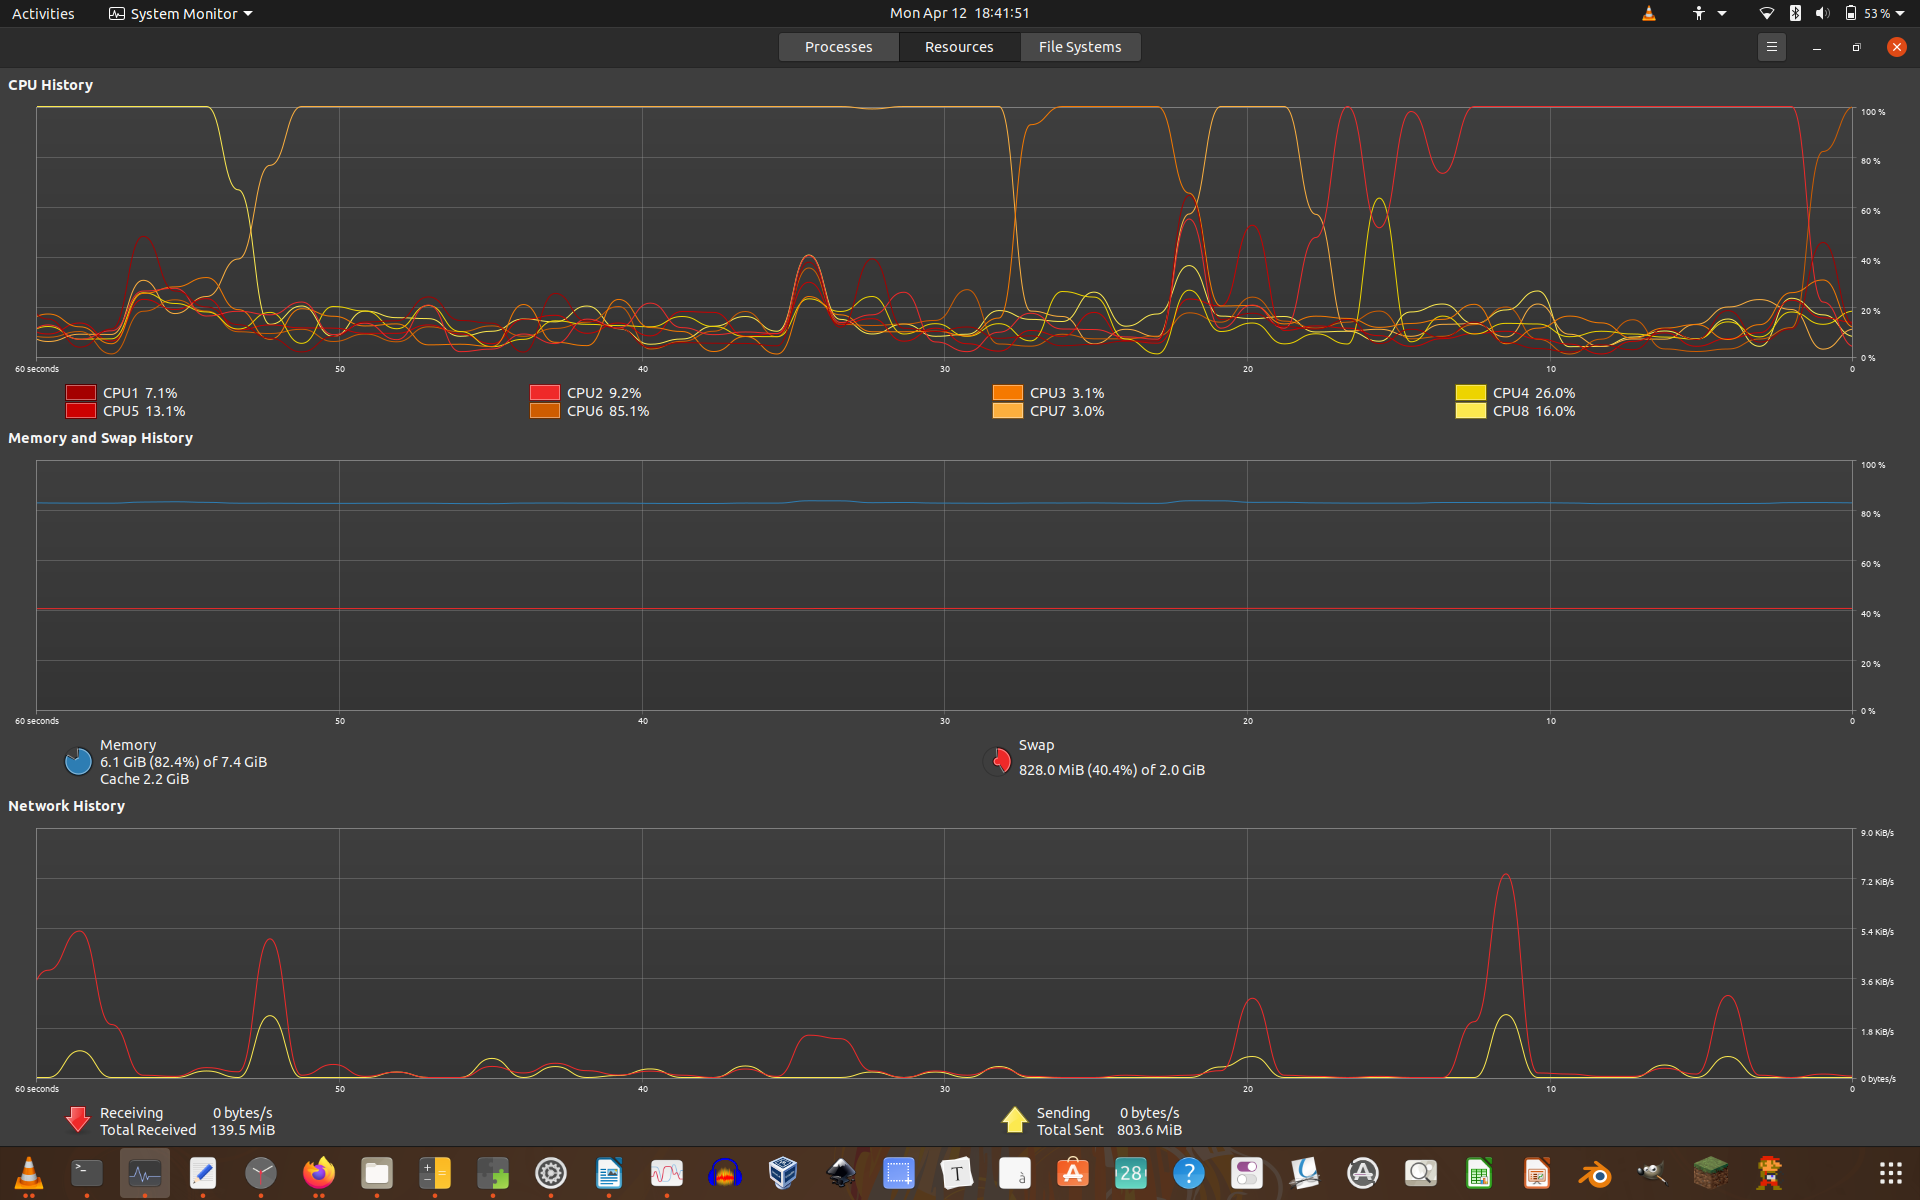 Activities System Monitor Mon Apr 12 18:41:51 53 %
Processes Resources File Systems
CPU History
100 %
80 %
60 %
40 %
20 %
0 %
60 seconds 50 40 30 20 10 0
CPU1 7.1% CPU2 9.2% CPU3 3.1% CPU4 26.0%
CPU5 13.1% CPU6 85.1% CPU7 3.0% CPU8 16.0%
Memory and Swap History
100 %
80 %
60 %
40 %
20 %
0 %
60 seconds 50 40 30 20 10 0
Memory
6.1 GiB (82.4%) of 7.4 GiB
Cache 2.2 GiB
Swap
828.0 MiB (40.4%) of 2.0 GiB
Network History
9.0 KiB/s
7.2 KiB/s
5.4 KiB/s
3.6 KiB/s
1.8 KiB/s
0 bytes/s
60 seconds 50 40 30 20 10 0
Receiving 0 bytes/s
Total Received 139.5 MiB
Sending 0 bytes/s
Total Sent 803.6 MiB
>_ T à A 28 ?